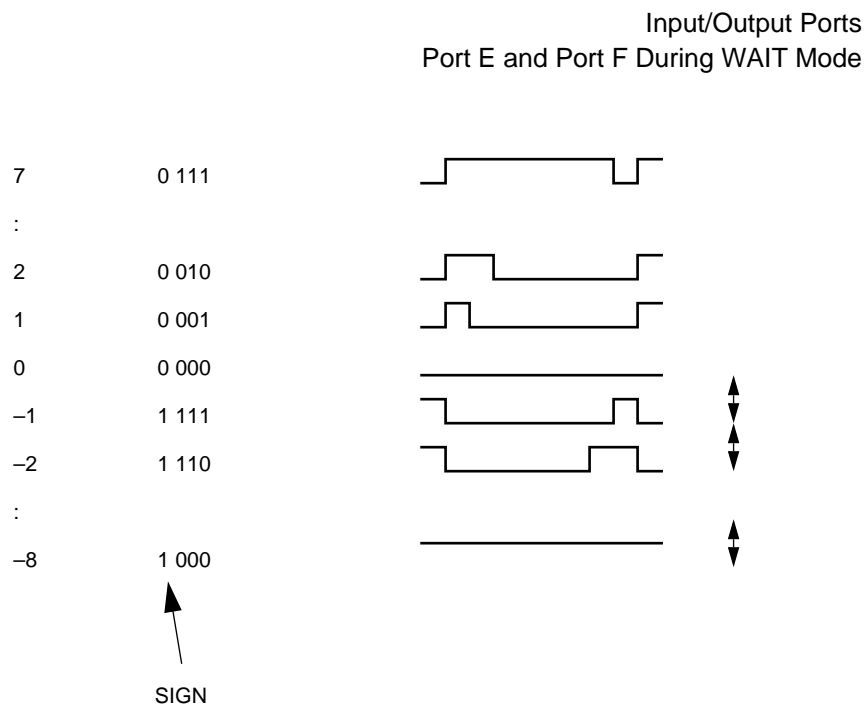 Input/Output Ports
Port E and Port F During WAIT Mode
7 0 111
:
2 0 010
1 0 001
0 0 000
–1 1 111
–2 1 110
:
–8 1 000
SIGN